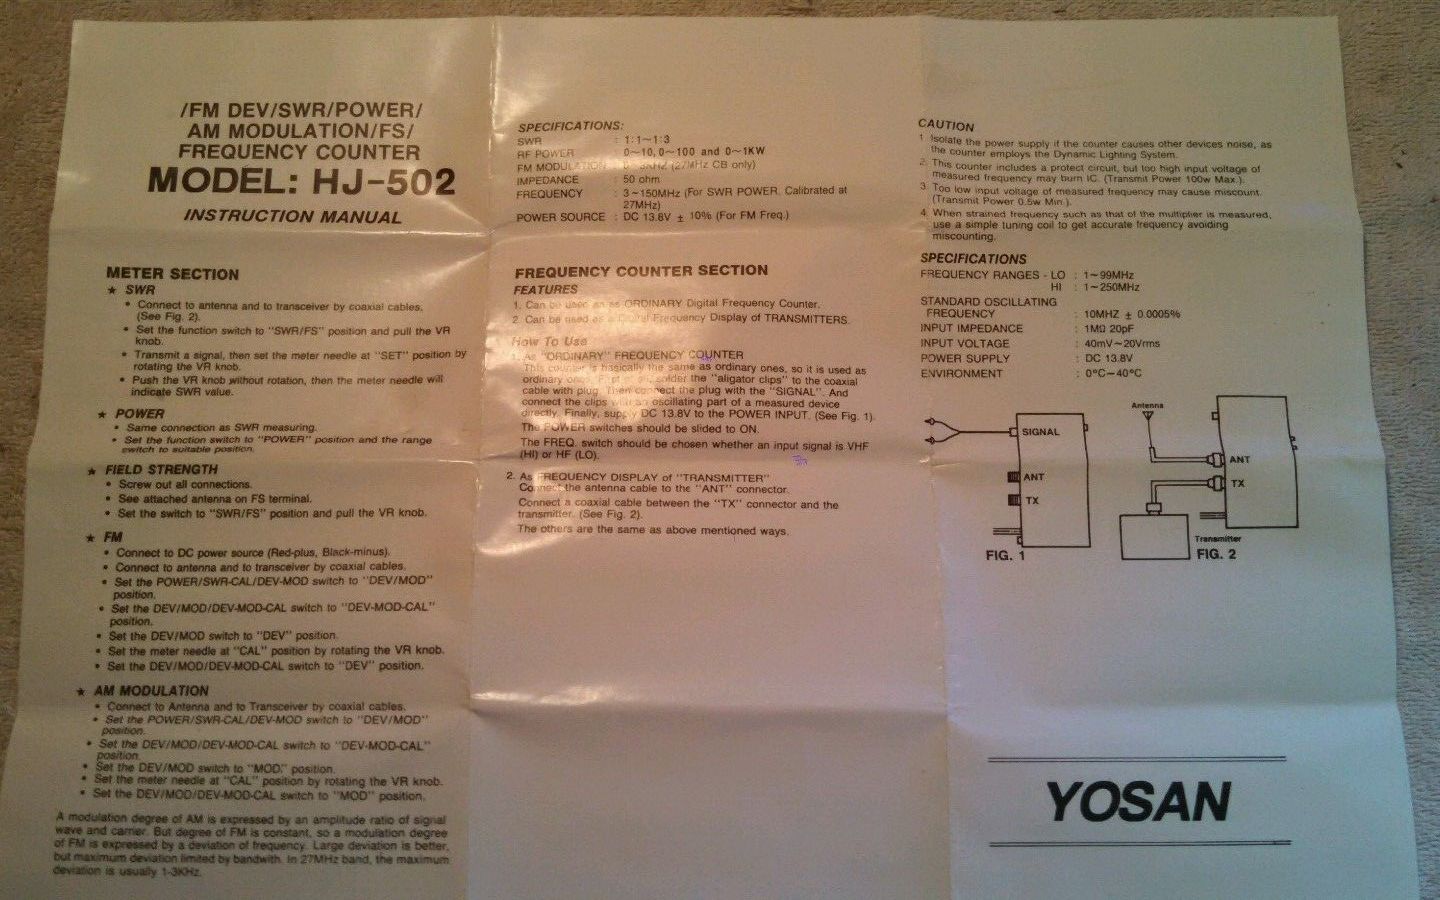 /FM DEV/SWR/POWER/
AM MODULATION/FS/
FREQUENCY COUNTER
MODEL: HJ-502
INSTRUCTION MANUAL
METER SECTION
★ SWR
• Connect to antenna and to transceiver by coaxial cables.
(See Fig. 2).
• Set the function switch to "SWR/FS" position and pull the VR
knob.
• Transmit a signal, then set the meter needle at "SET" position by
rotating the VR knob.
• Push the VR knob without rotation, then the meter needle will
indicate SWR value.
★ POWER
• Same connection as SWR measuring.
• Set the function switch to "POWER" position and the range
switch to suitable position.
★ FIELD STRENGTH
• Screw out all connections.
• See attached antenna on FS terminal.
• Set the switch to "SWR/FS" position and pull the VR knob.
★ FM
• Connect to DC power source (Red-plus, Black-minus).
• Connect to antenna and to transceiver by coaxial cables.
• Set the POWER/SWR-CAL/DEV-MOD switch to "DEV/MOD"
position.
• Set the DEV/MOD/DEV-MOD-CAL switch to "DEV-MOD-CAL"
position.
• Set the DEV/MOD switch to "DEV" position.
• Set the meter needle at "CAL" position by rotating the VR knob.
• Set the DEV/MOD/DEV-MOD-CAL switch to "DEV" position.
★ AM MODULATION
• Connect to Antenna and to Transceiver by coaxial cables.
• Set the POWER/SWR-CAL/DEV-MOD switch to "DEV/MOD"
position.
• Set the DEV/MOD/DEV-MOD-CAL switch to "DEV-MOD-CAL"
position.
• Set the DEV/MOD switch to "MOD." position.
• Set the meter needle at "CAL" position by rotating the VR knob.
• Set the DEV/MOD/DEV-MOD-CAL switch to "MOD" position.
A modulation degree of AM is expressed by an amplitude ratio of signal
wave and carrier. But degree of FM is constant, so a modulation degree
of FM is expressed by a deviation of frequency. Large deviation is better,
but maximum deviation limited by bandwith. In 27MHz band, the maximum
deviation is usually 1-3KHz.
SPECIFICATIONS:
SWR : 1:1~1:3
RF POWER : 0~10, 0~100 and 0~1KW
FM MODULATION (27MHz CB only)
IMPEDANCE : 50 ohm
FREQUENCY : 3~150MHz (For SWR POWER. Calibrated at
27MHz)
POWER SOURCE : DC 13.8V ± 10% (For FM Freq.)
FREQUENCY COUNTER SECTION
FEATURES
1. Can be used as ORDINARY Digital Frequency Counter.
2. Can be used as a Digital Frequency Display of TRANSMITTERS.
How To Use
1. As "ORDINARY" FREQUENCY COUNTER
This counter is basically the same as ordinary ones, so it is used as
ordinary ones. solder the "aligator clips" to the coaxial
cable with plug. Then connect the plug with the "SIGNAL". And
connect the clips with an oscillating part of a measured device
directly. Finally, supply DC 13.8V to the POWER INPUT. (See Fig. 1).
The POWER switches should be slided to ON.
The FREQ. switch should be chosen whether an input signal is VHF
(HI) or HF (LO).
2. As FREQUENCY DISPLAY of "TRANSMITTER"
Connect the antenna cable to the "ANT" connector.
Connect a coaxial cable between the "TX" connector and the
transmitter. (See Fig. 2).
The others are the same as above mentioned ways.
CAUTION
1. Isolate the power supply if the counter causes other devices noise, as
the counter employs the Dynamic Lighting System.
2. This counter includes a protect circuit, but too high input voltage of
measured frequency may burn IC. (Transmit Power 100w Max.).
3. Too low input voltage of measured frequency may cause miscount.
(Transmit Power 0.5w Min.).
4. When strained frequency such as that of the multiplier is measured,
use a simple tuning coil to get accurate frequency avoiding
miscounting.
SPECIFICATIONS
FREQUENCY RANGES - LO : 1~99MHz
HI : 1~250MHz
STANDARD OSCILLATING
FREQUENCY : 10MHZ ± 0.0005%
INPUT IMPEDANCE : 1MΩ 20pF
INPUT VOLTAGE : 40mV~20Vrms
POWER SUPPLY : DC 13.8V
ENVIRONMENT : 0°C~40°C
SIGNAL
ANT
TX
FIG. 1
Antenna
ANT
TX
Transmitter
FIG. 2
YOSAN